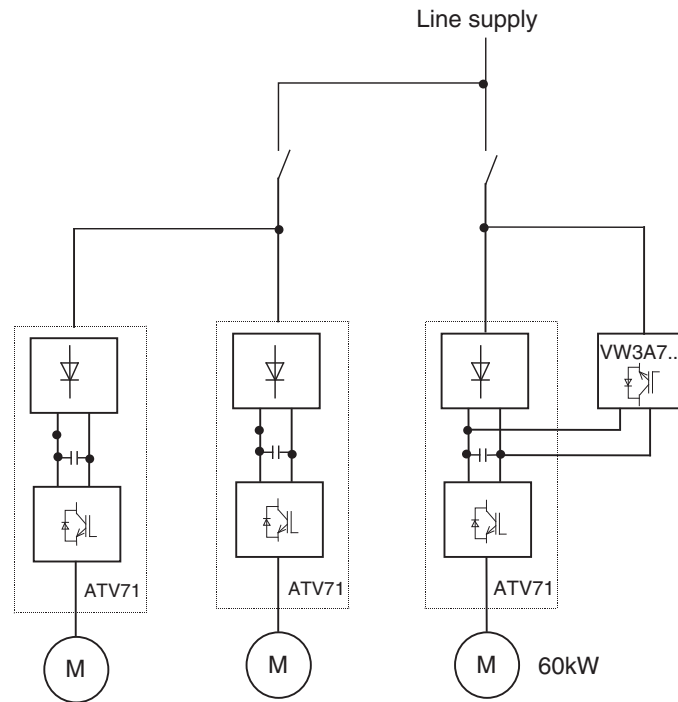 Line supply
VW3A7..
ATV71
ATV71
ATV71
M
M
M
60kW